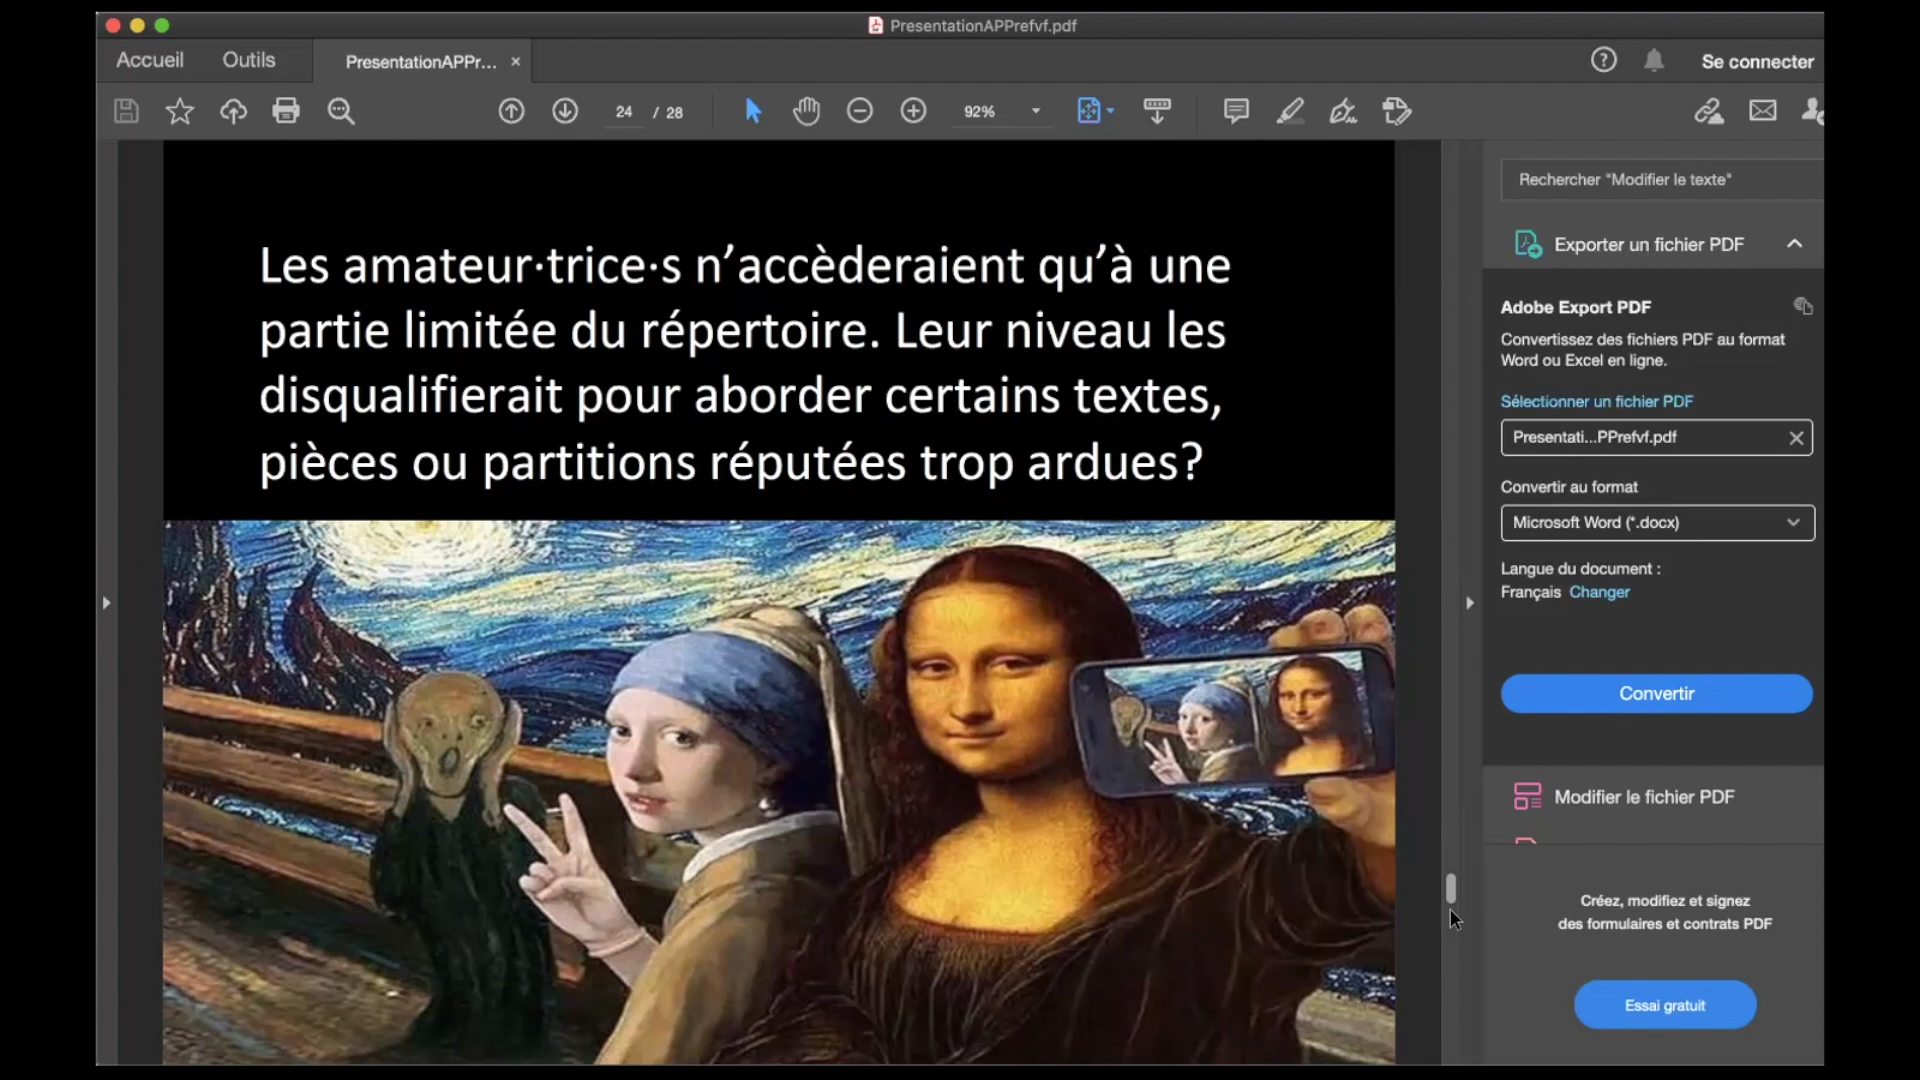 PresentationAPPrefvf.pdf
Accueil
Outils
PresentationAPPr...
Se connecter
24 / 28
92%
Les amateur·trice·s n’accèderaient qu’à une
partie limitée du répertoire. Leur niveau les
disqualifierait pour aborder certains textes,
pièces ou partitions réputées trop ardues?
Rechercher "Modifier le texte"
Exporter un fichier PDF
Adobe Export PDF
Convertissez des fichiers PDF au format
Word ou Excel en ligne.
Sélectionner un fichier PDF
Presentati...PPrefvf.pdf
Convertir au format
Microsoft Word (*.docx)
Langue du document :
Français Changer
Convertir
Modifier le fichier PDF
Créez, modifiez et signez
des formulaires et contrats PDF
Essai gratuit